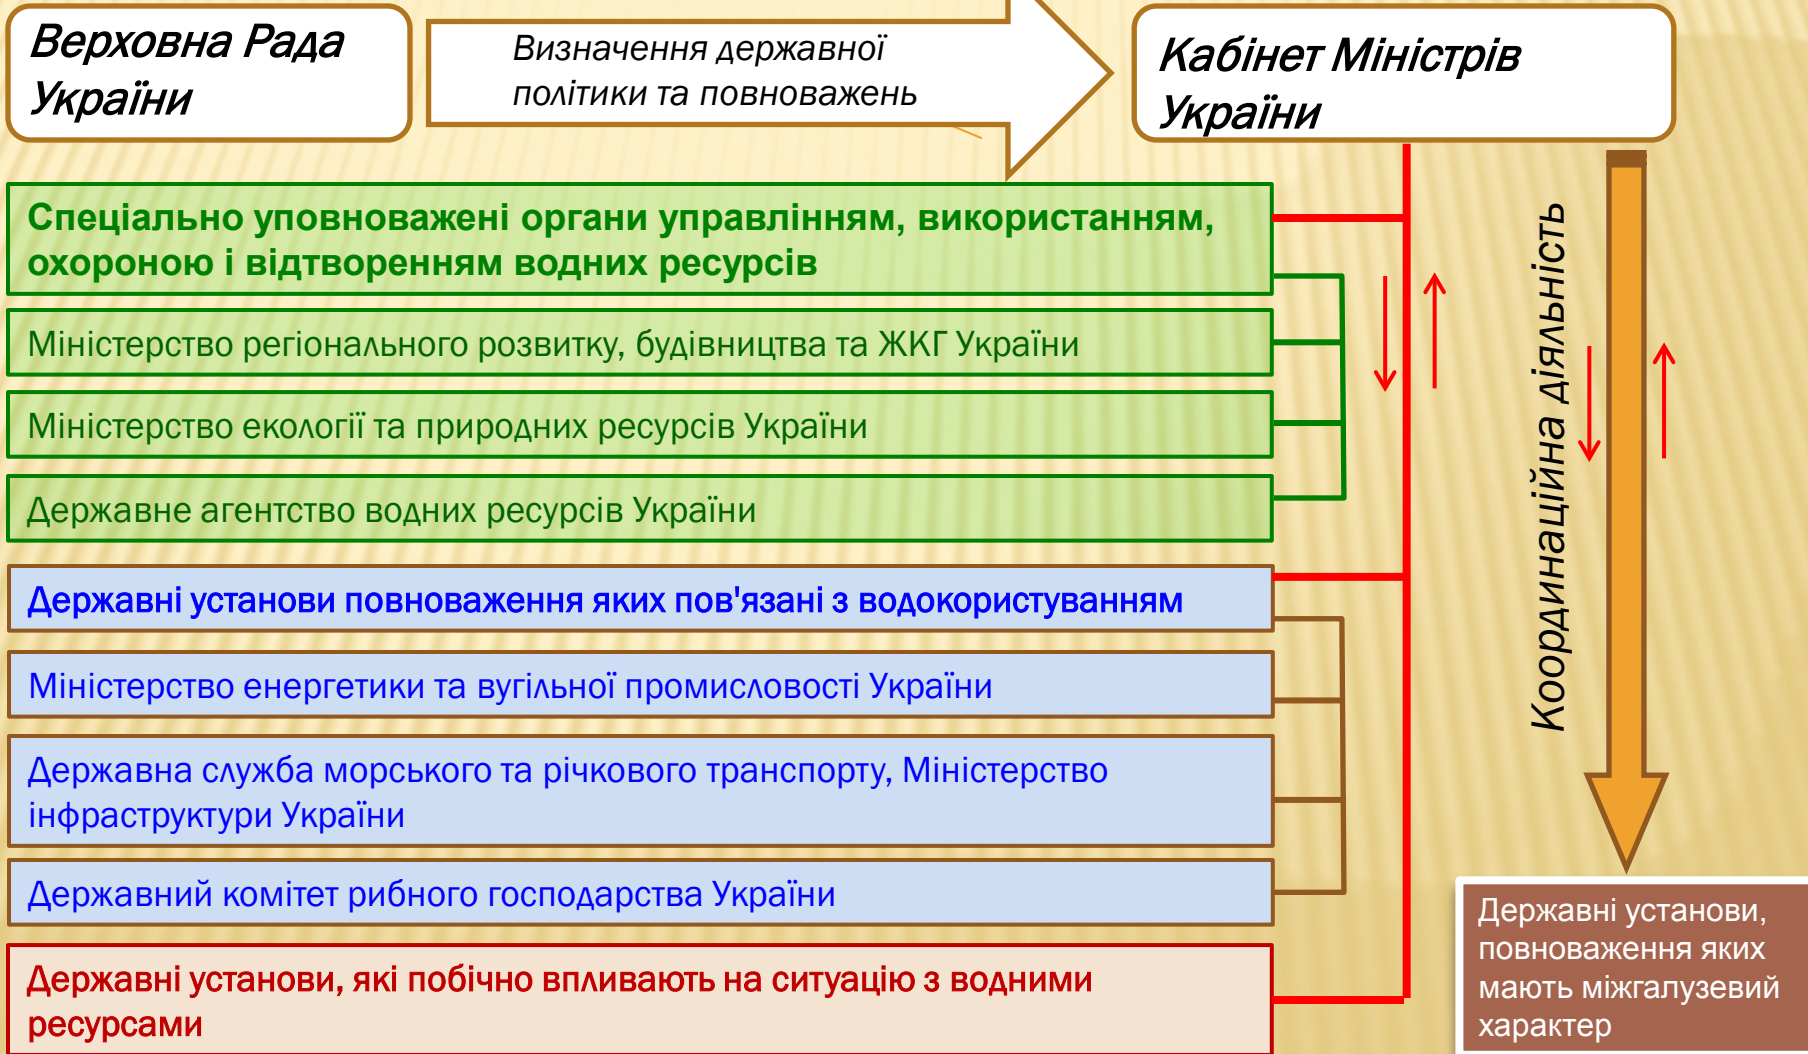 Верховна Рада
України
Визначення державної
політики та повноважень
Кабінет Міністрів
України
Спеціально уповноважені органи управлінням, використанням,
охороною і відтворенням водних ресурсів
Міністерство регіонального розвитку, будівництва та ЖКГ України
Міністерство екології та природних ресурсів України
Державне агентство водних ресурсів України
Державні установи повноваження яких пов'язані з водокористуванням
Міністерство енергетики та вугільної промисловості України
Державна служба морського та річкового транспорту, Міністерство
інфраструктури України
Державний комітет рибного господарства України
Державні установи, які побічно впливають на ситуацію з водними
ресурсами
Координаційна діяльність
Державні установи,
повноваження яких
мають міжгалузевий
характер